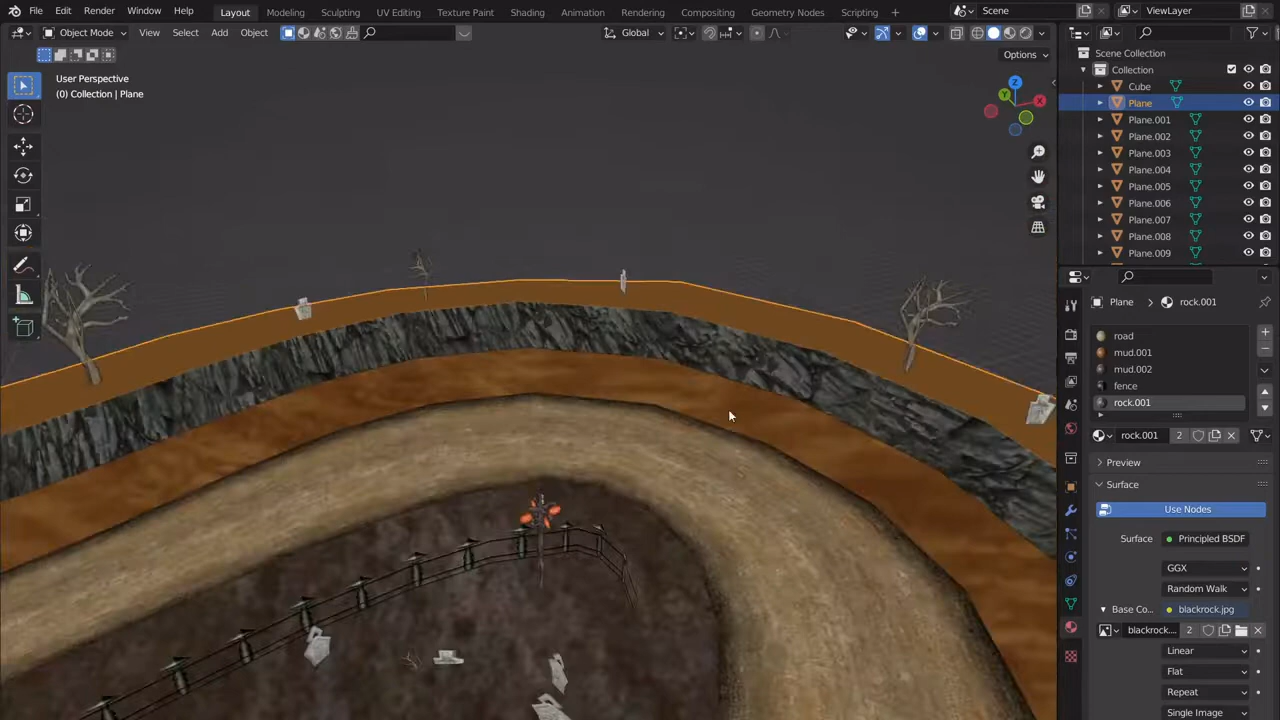 File Edit Render Window Help Layout Modeling Sculpting UV Editing Texture Paint Shading Animation Rendering Compositing Geometry Nodes Scripting + Scene ViewLayer
Object Mode View Select Add Object Global
Options
User Perspective
(0) Collection | Plane
Z
Y
X
Scene Collection
Collection
Cube
Plane
Plane.001
Plane.002
Plane.003
Plane.004
Plane.005
Plane.006
Plane.007
Plane.008
Plane.009
Plane > rock.001
road
mud.001
mud.002
fence
rock.001
rock.001 2
Preview
Surface
Use Nodes
Surface: Principled BSDF
GGX
Random Walk
Base Co... blackrock.jpg
blackrock.... 2
Linear
Flat
Repeat
Single Image